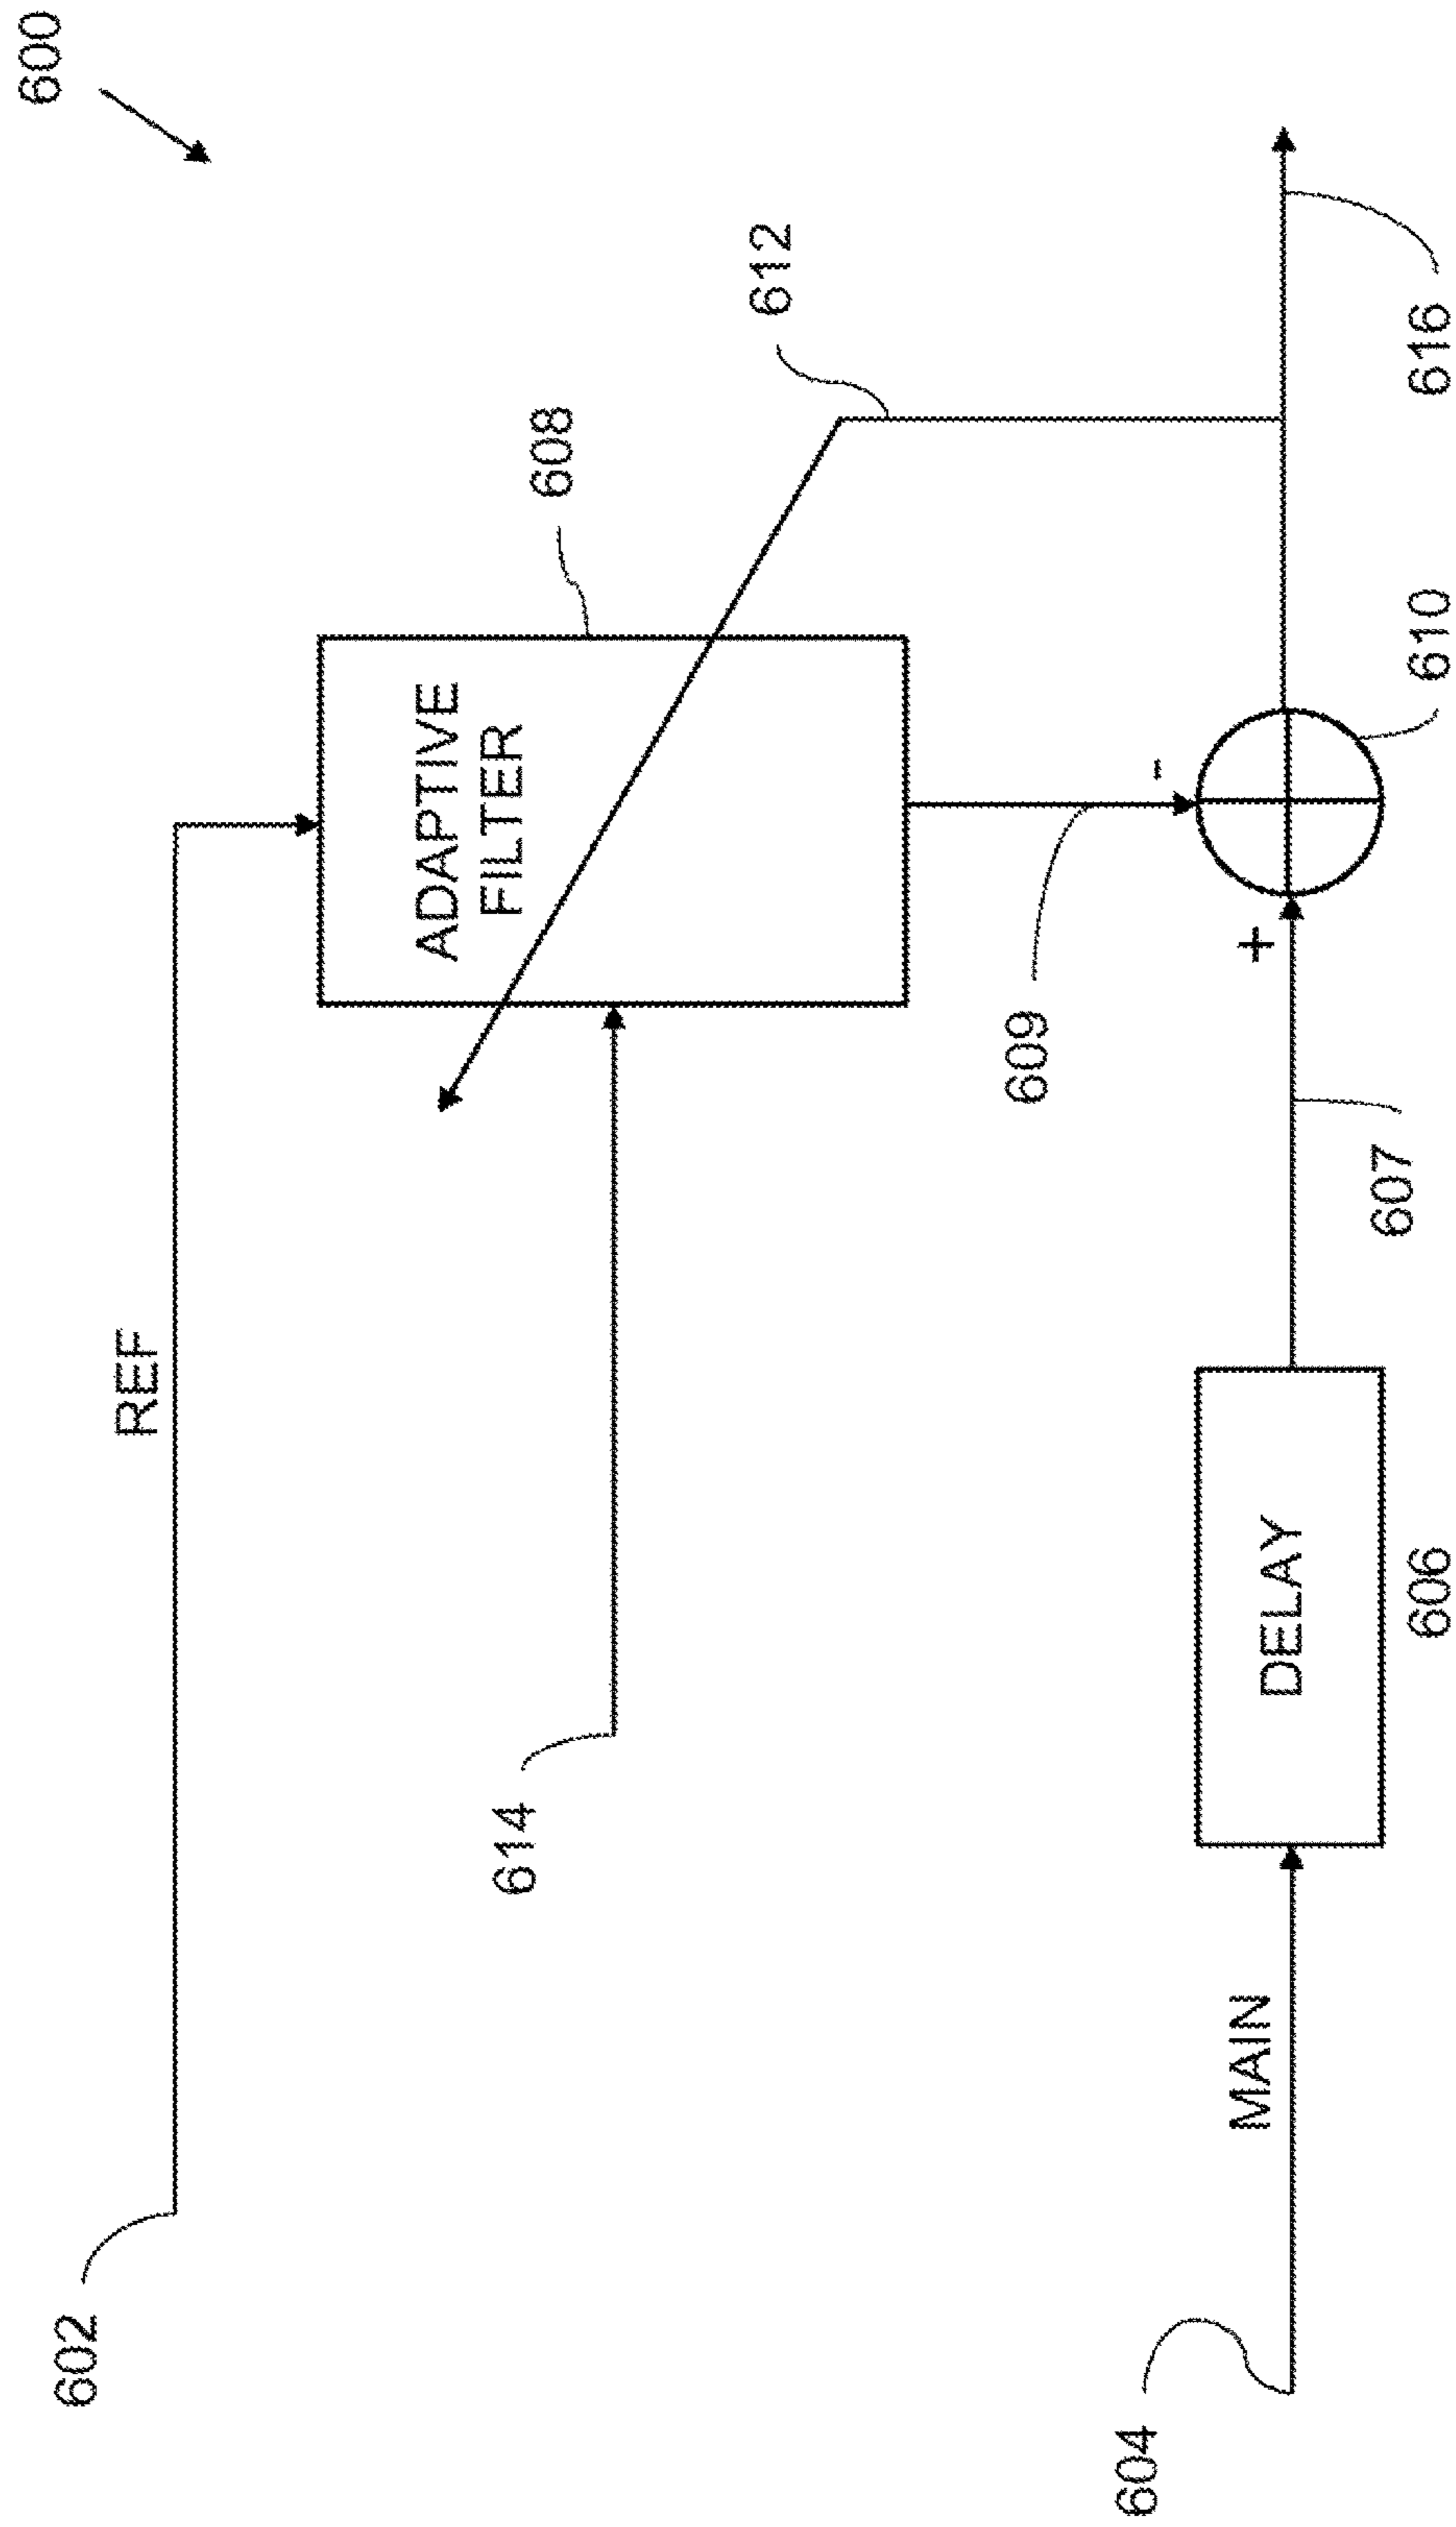 600
602
REF
ADAPTIVE
FILTER
608
612
614
609
-
+
604
MAIN
DELAY
606
607
610
616